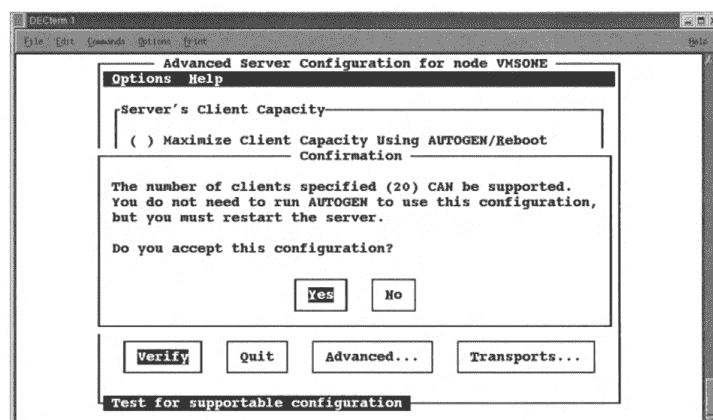 DECterm 1
File Edit Commands Options Print Help
Advanced Server Configuration for node VMSONE
Options Help
Server's Client Capacity
( ) Maximize Client Capacity Using AUTOGEN/Reboot
Confirmation
The number of clients specified (20) CAN be supported.
You do not need to run AUTOGEN to use this configuration,
but you must restart the server.
Do you accept this configuration?
Yes No
Verify Quit Advanced... Transports...
Test for supportable configuration